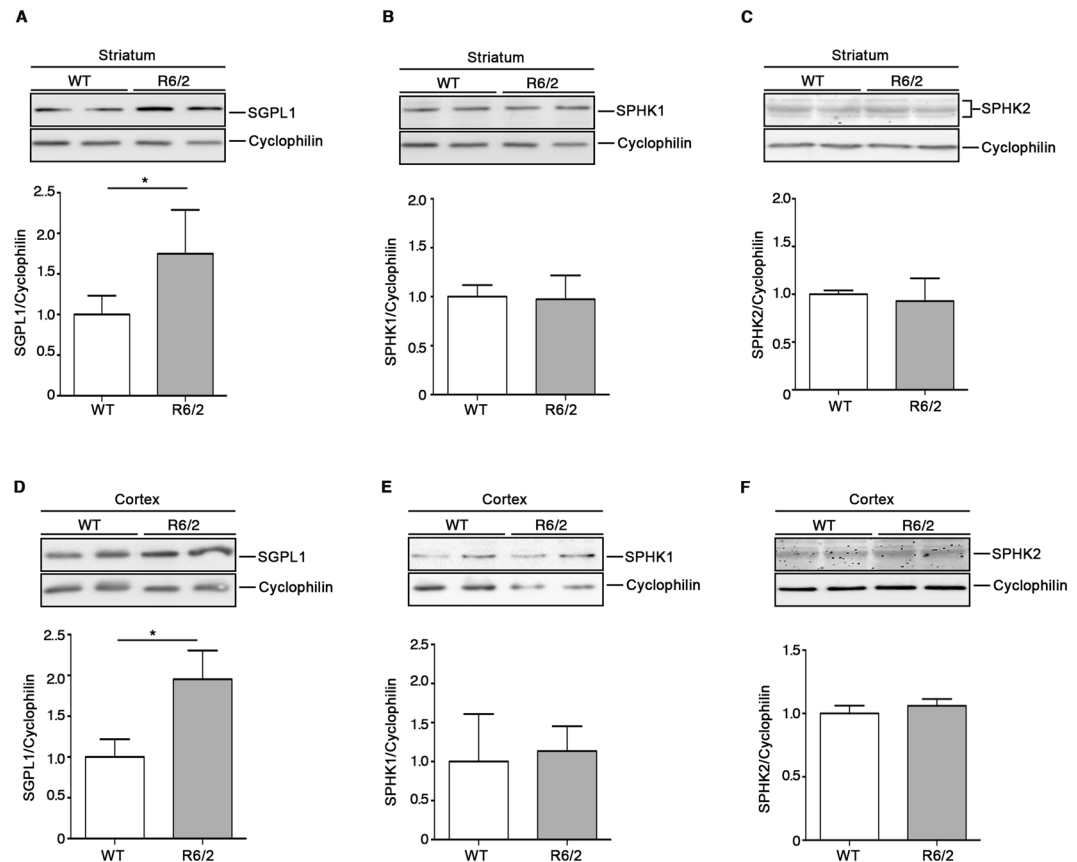 A
Striatum
WT R6/2
SGPL1
Cyclophilin
*
2.5
2.0
1.5
1.0
0.5
0
SGPL1/Cyclophilin
WT R6/2
B
Striatum
WT R6/2
SPHK1
Cyclophilin
2.0
1.5
1.0
0.5
0
SPHK1/Cyclophilin
WT R6/2
C
Striatum
WT R6/2
SPHK2
Cyclophilin
2.0
1.5
1.0
0.5
0
SPHK2/Cyclophilin
WT R6/2
D
Cortex
WT R6/2
SGPL1
Cyclophilin
*
2.5
2.0
1.5
1.0
0.5
0
SGPL1/Cyclophilin
WT R6/2
E
Cortex
WT R6/2
SPHK1
Cyclophilin
2.5
2.0
1.5
1.0
0.5
0
SPHK1/Cyclophilin
WT R6/2
F
Cortex
WT R6/2
SPHK2
Cyclophilin
1.5
1.0
0.5
0
SPHK2/Cyclophilin
WT R6/2